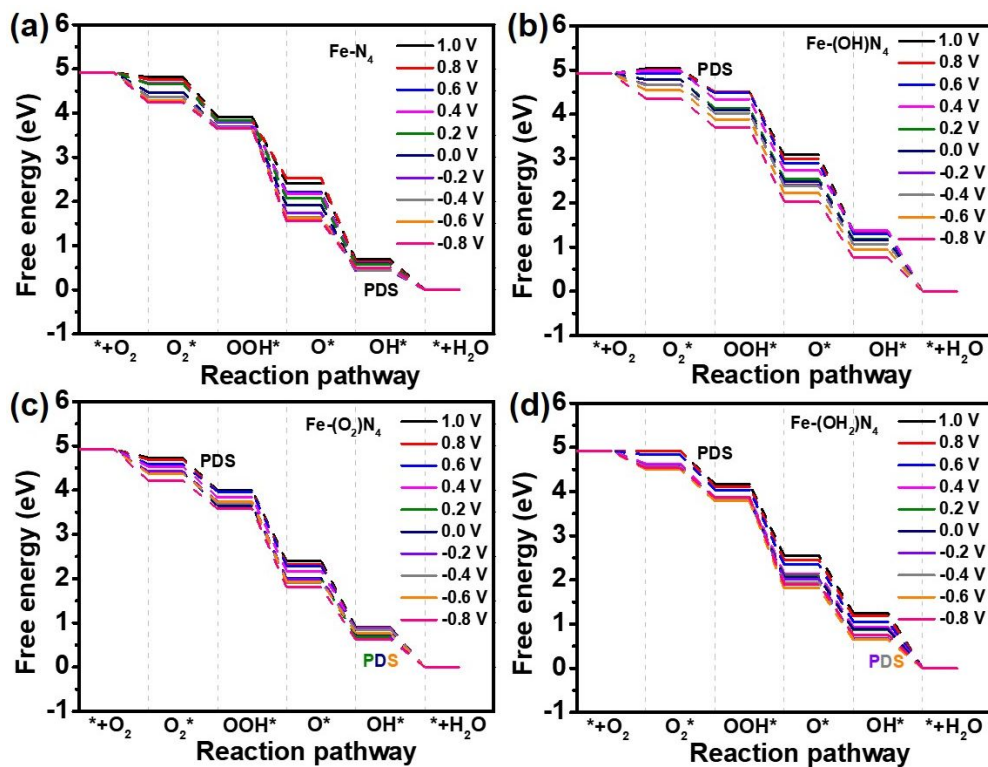 (a)
Fe-N4
Free energy (eV)
6
5
4
3
2
1
0
-1
1.0 V
0.8 V
0.6 V
0.4 V
0.2 V
0.0 V
-0.2 V
-0.4 V
-0.6 V
-0.8 V
PDS
*+O2 O2* OOH* O* OH* *+H2O
Reaction pathway
(b)
Fe-(OH)N4
Free energy (eV)
6
5
4
3
2
1
0
-1
PDS
1.0 V
0.8 V
0.6 V
0.4 V
0.2 V
0.0 V
-0.2 V
-0.4 V
-0.6 V
-0.8 V
*+O2 O2* OOH* O* OH* *+H2O
Reaction pathway
(c)
Fe-(O2)N4
Free energy (eV)
6
5
4
3
2
1
0
-1
PDS
1.0 V
0.8 V
0.6 V
0.4 V
0.2 V
0.0 V
-0.2 V
-0.4 V
-0.6 V
-0.8 V
PDS
*+O2 O2* OOH* O* OH* *+H2O
Reaction pathway
(d)
Fe-(OH2)N4
Free energy (eV)
6
5
4
3
2
1
0
-1
PDS
1.0 V
0.8 V
0.6 V
0.4 V
0.2 V
0.0 V
-0.2 V
-0.4 V
-0.6 V
-0.8 V
PDS
*+O2 O2* OOH* O* OH* *+H2O
Reaction pathway